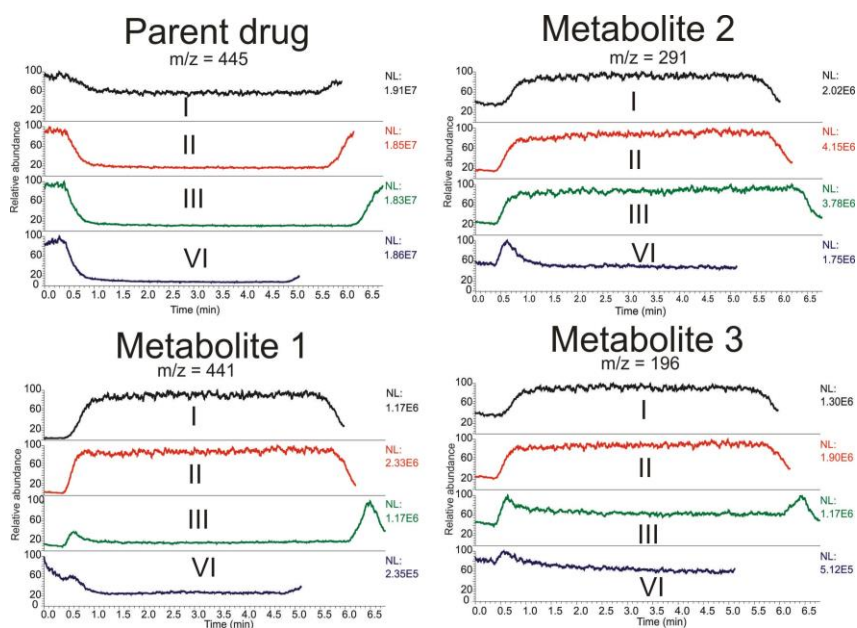 Parent drug
m/z = 445
Relative abundance
100
60
20
I
NL:
1.91E7
100
60
20
II
NL:
1.85E7
100
60
20
III
NL:
1.83E7
100
60
20
0
VI
NL:
1.86E7
0.0 0.5 1.0 1.5 2.0 2.5 3.0 3.5 4.0 4.5 5.0 5.5 6.0 6.5
Time (min)
Metabolite 2
m/z = 291
Relative abundance
100
60
20
I
NL:
2.02E6
100
60
20
II
NL:
4.15E6
100
60
20
III
NL:
3.78E6
100
60
20
0
VI
NL:
1.75E6
0.0 0.5 1.0 1.5 2.0 2.5 3.0 3.5 4.0 4.5 5.0 5.5 6.0 6.5
Time (min)
Metabolite 1
m/z = 441
Relative abundance
100
60
20
I
NL:
1.17E6
100
60
20
II
NL:
2.33E6
100
60
20
III
NL:
1.17E6
100
60
20
0
VI
NL:
2.35E5
0.0 0.5 1.0 1.5 2.0 2.5 3.0 3.5 4.0 4.5 5.0 5.5 6.0 6.5
Time (min)
Metabolite 3
m/z = 196
Relative abundance
100
60
20
I
NL:
1.30E6
100
60
20
II
NL:
1.90E6
100
60
20
III
NL:
1.17E6
100
60
20
0
VI
NL:
5.12E5
0.0 0.5 1.0 1.5 2.0 2.5 3.0 3.5 4.0 4.5 5.0 5.5 6.0 6.5
Time (min)